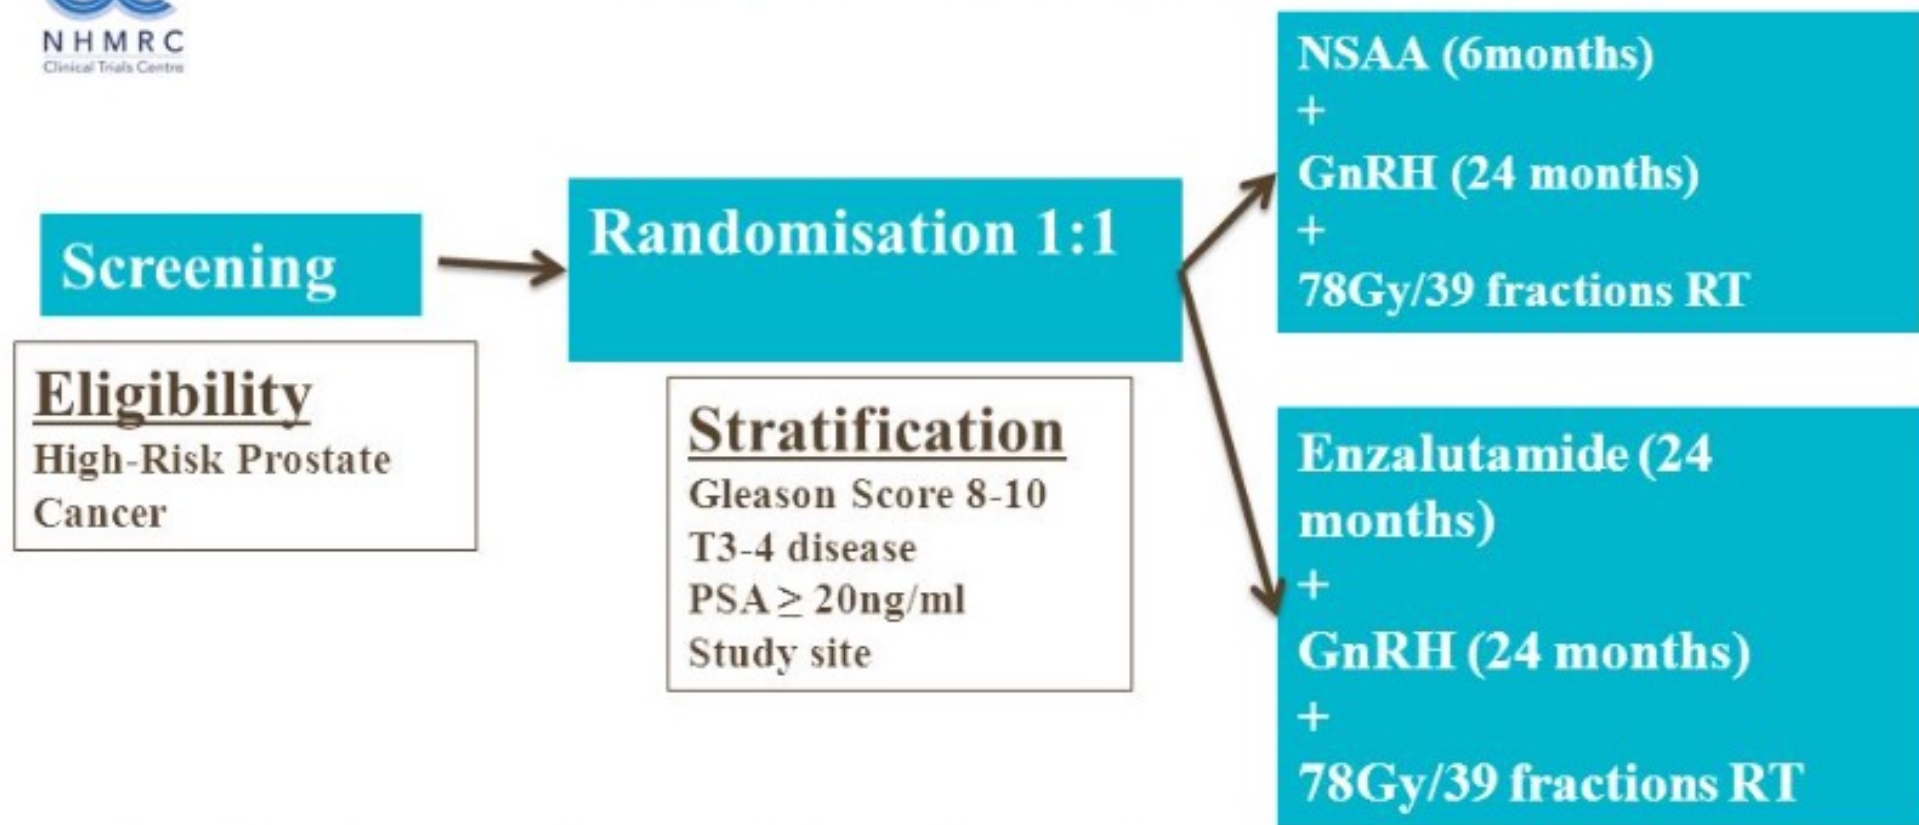 NHMRC
Clinical Trials Centre
Screening
Eligibility
High-Risk Prostate
Cancer
Randomisation 1:1
Stratification
Gleason Score 8-10
T3-4 disease
PSA ≥ 20ng/ml
Study site
NSAA (6months)
+
GnRH (24 months)
+
78Gy/39 fractions RT
Enzalutamide (24
months)
+
GnRH (24 months)
+
78Gy/39 fractions RT